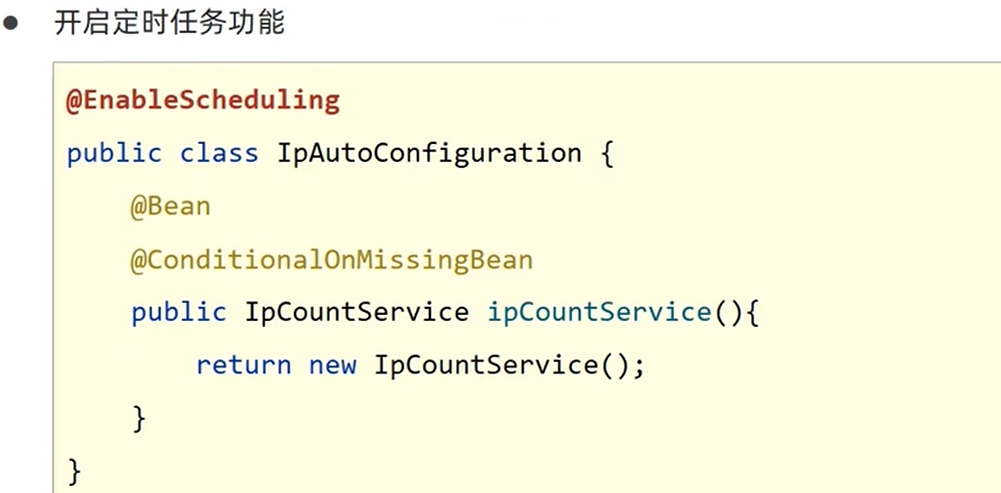 ● 开启定时任务功能
@EnableScheduling
public class IpAutoConfiguration {
    @Bean
    @ConditionalOnMissingBean
    public IpCountService ipCountService(){
        return new IpCountService();
    }
}